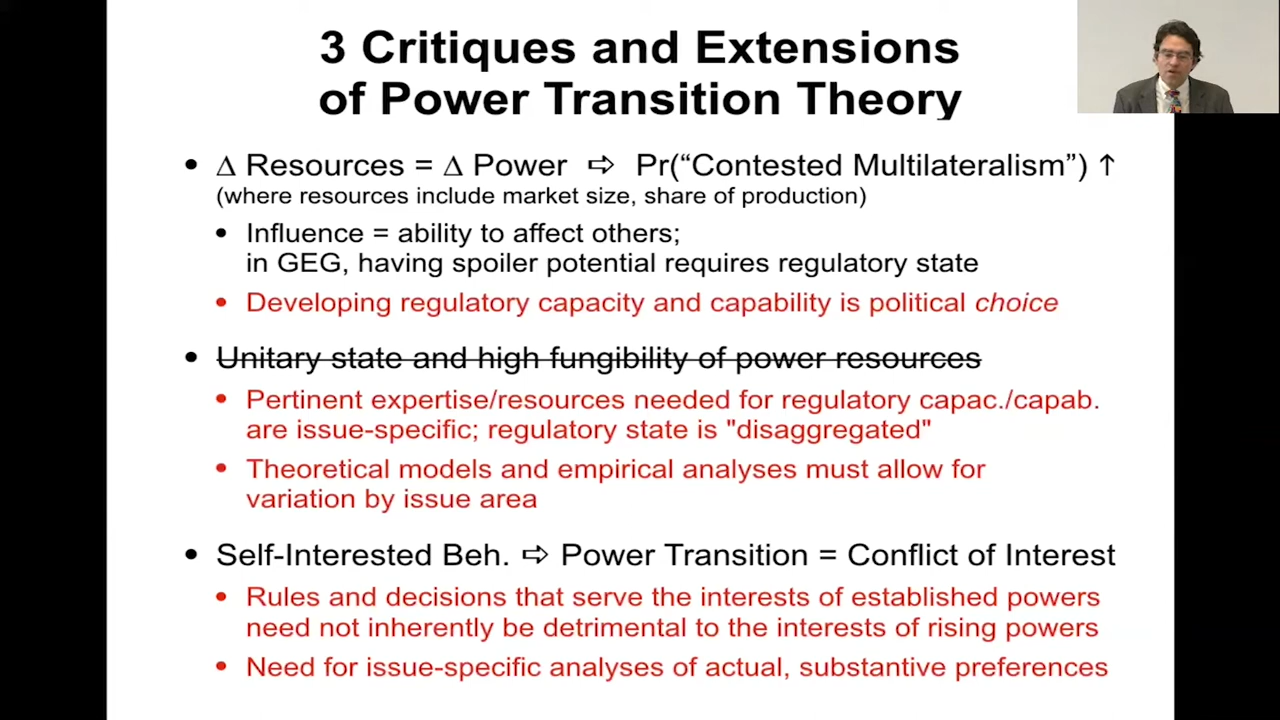 3 Critiques and Extensions
of Power Transition Theory
• ∆ Resources = ∆ Power ⇨ Pr(“Contested Multilateralism”) ↑
(where resources include market size, share of production)
• Influence = ability to affect others;
in GEG, having spoiler potential requires regulatory state
• Developing regulatory capacity and capability is political choice
• Unitary state and high fungibility of power resources
• Pertinent expertise/resources needed for regulatory capac./capab.
are issue-specific; regulatory state is "disaggregated"
• Theoretical models and empirical analyses must allow for
variation by issue area
• Self-Interested Beh. ⇨ Power Transition = Conflict of Interest
• Rules and decisions that serve the interests of established powers
need not inherently be detrimental to the interests of rising powers
• Need for issue-specific analyses of actual, substantive preferences